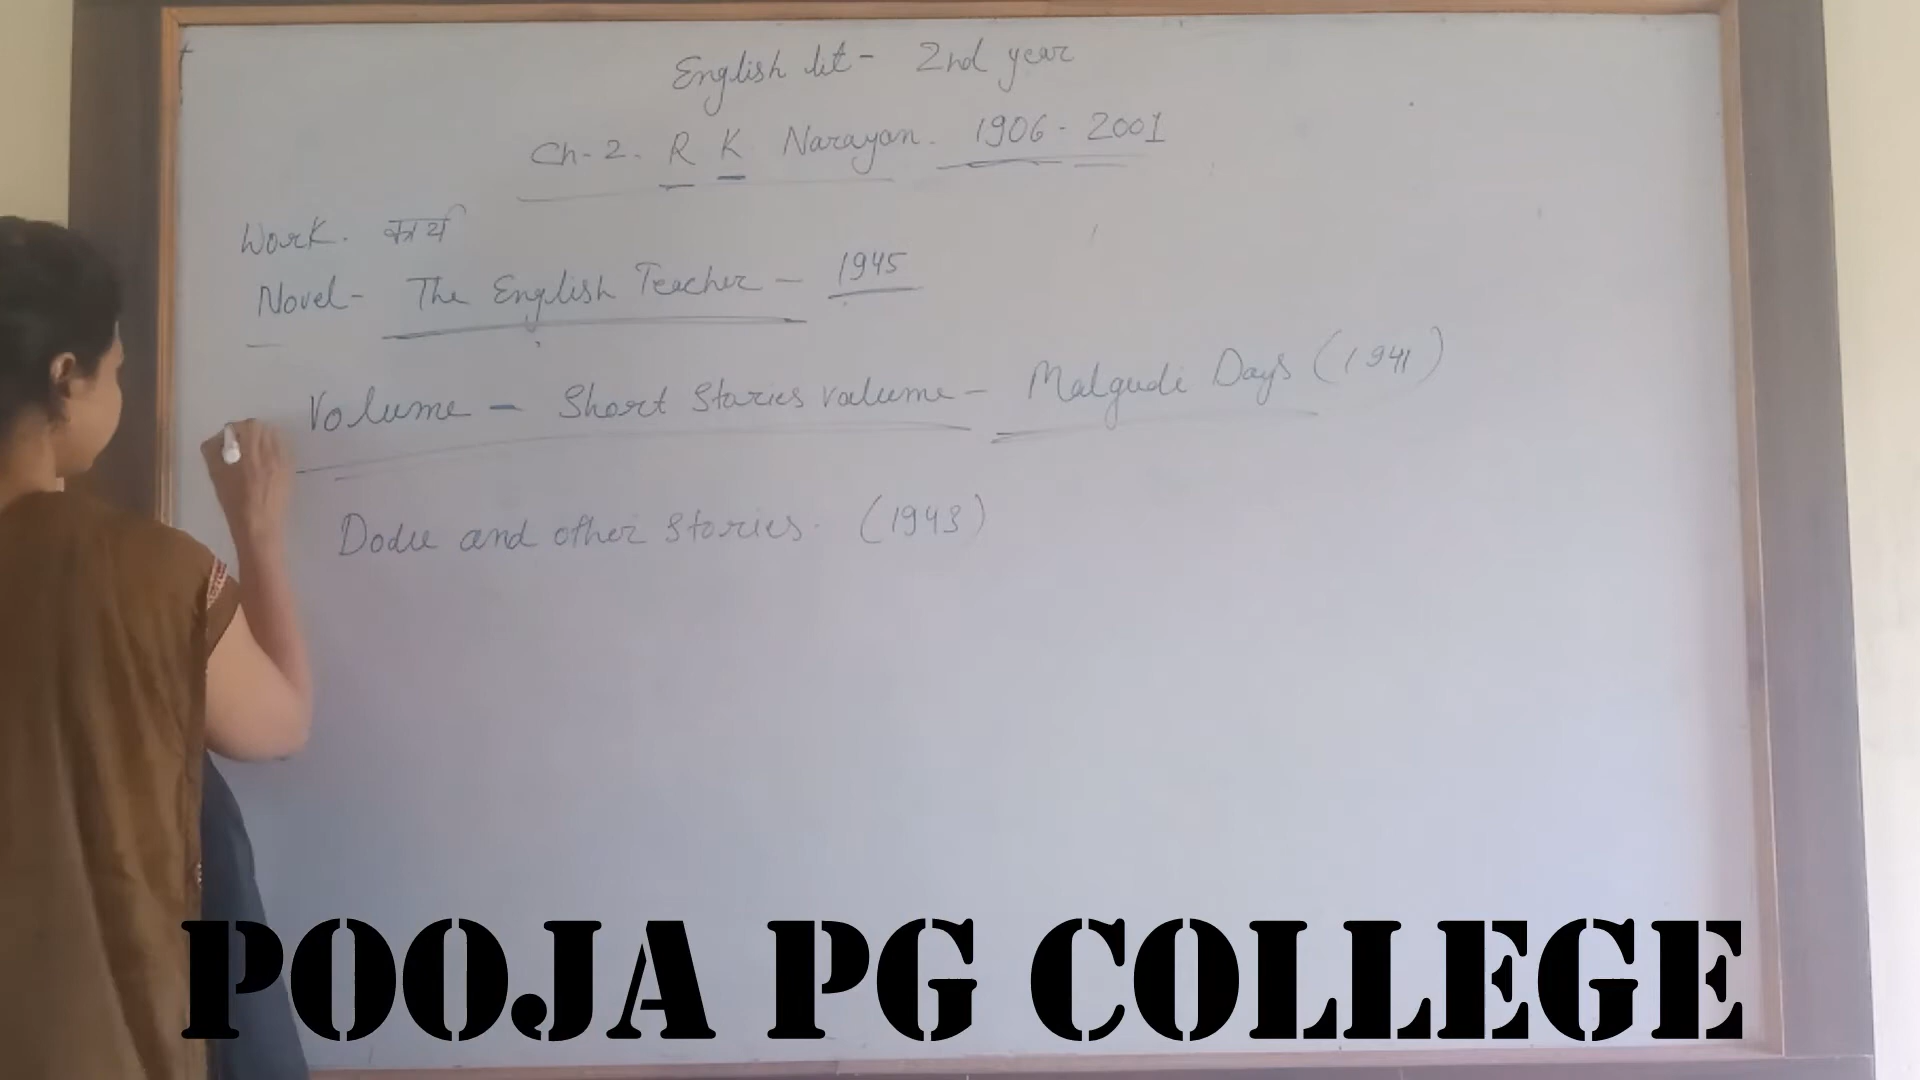 English lit- 2nd year
Ch-2. R K Narayan. 1906-2001
Work. कार्य
Novel- The English Teacher - 1945
Volume - Short Stories volume - Malgudi Days (1941)
Dodu and other Stories. (1943)
POOJA PG COLLEGE